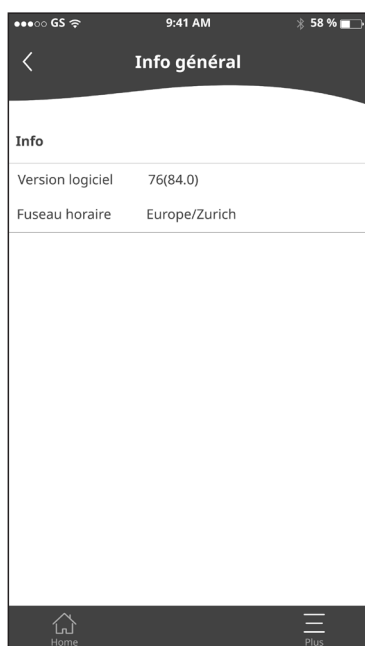 GS 9:41 AM 58 %
Info général
Info
Version logiciel 76(84.0)
Fuseau horaire Europe/Zurich
Home Plus